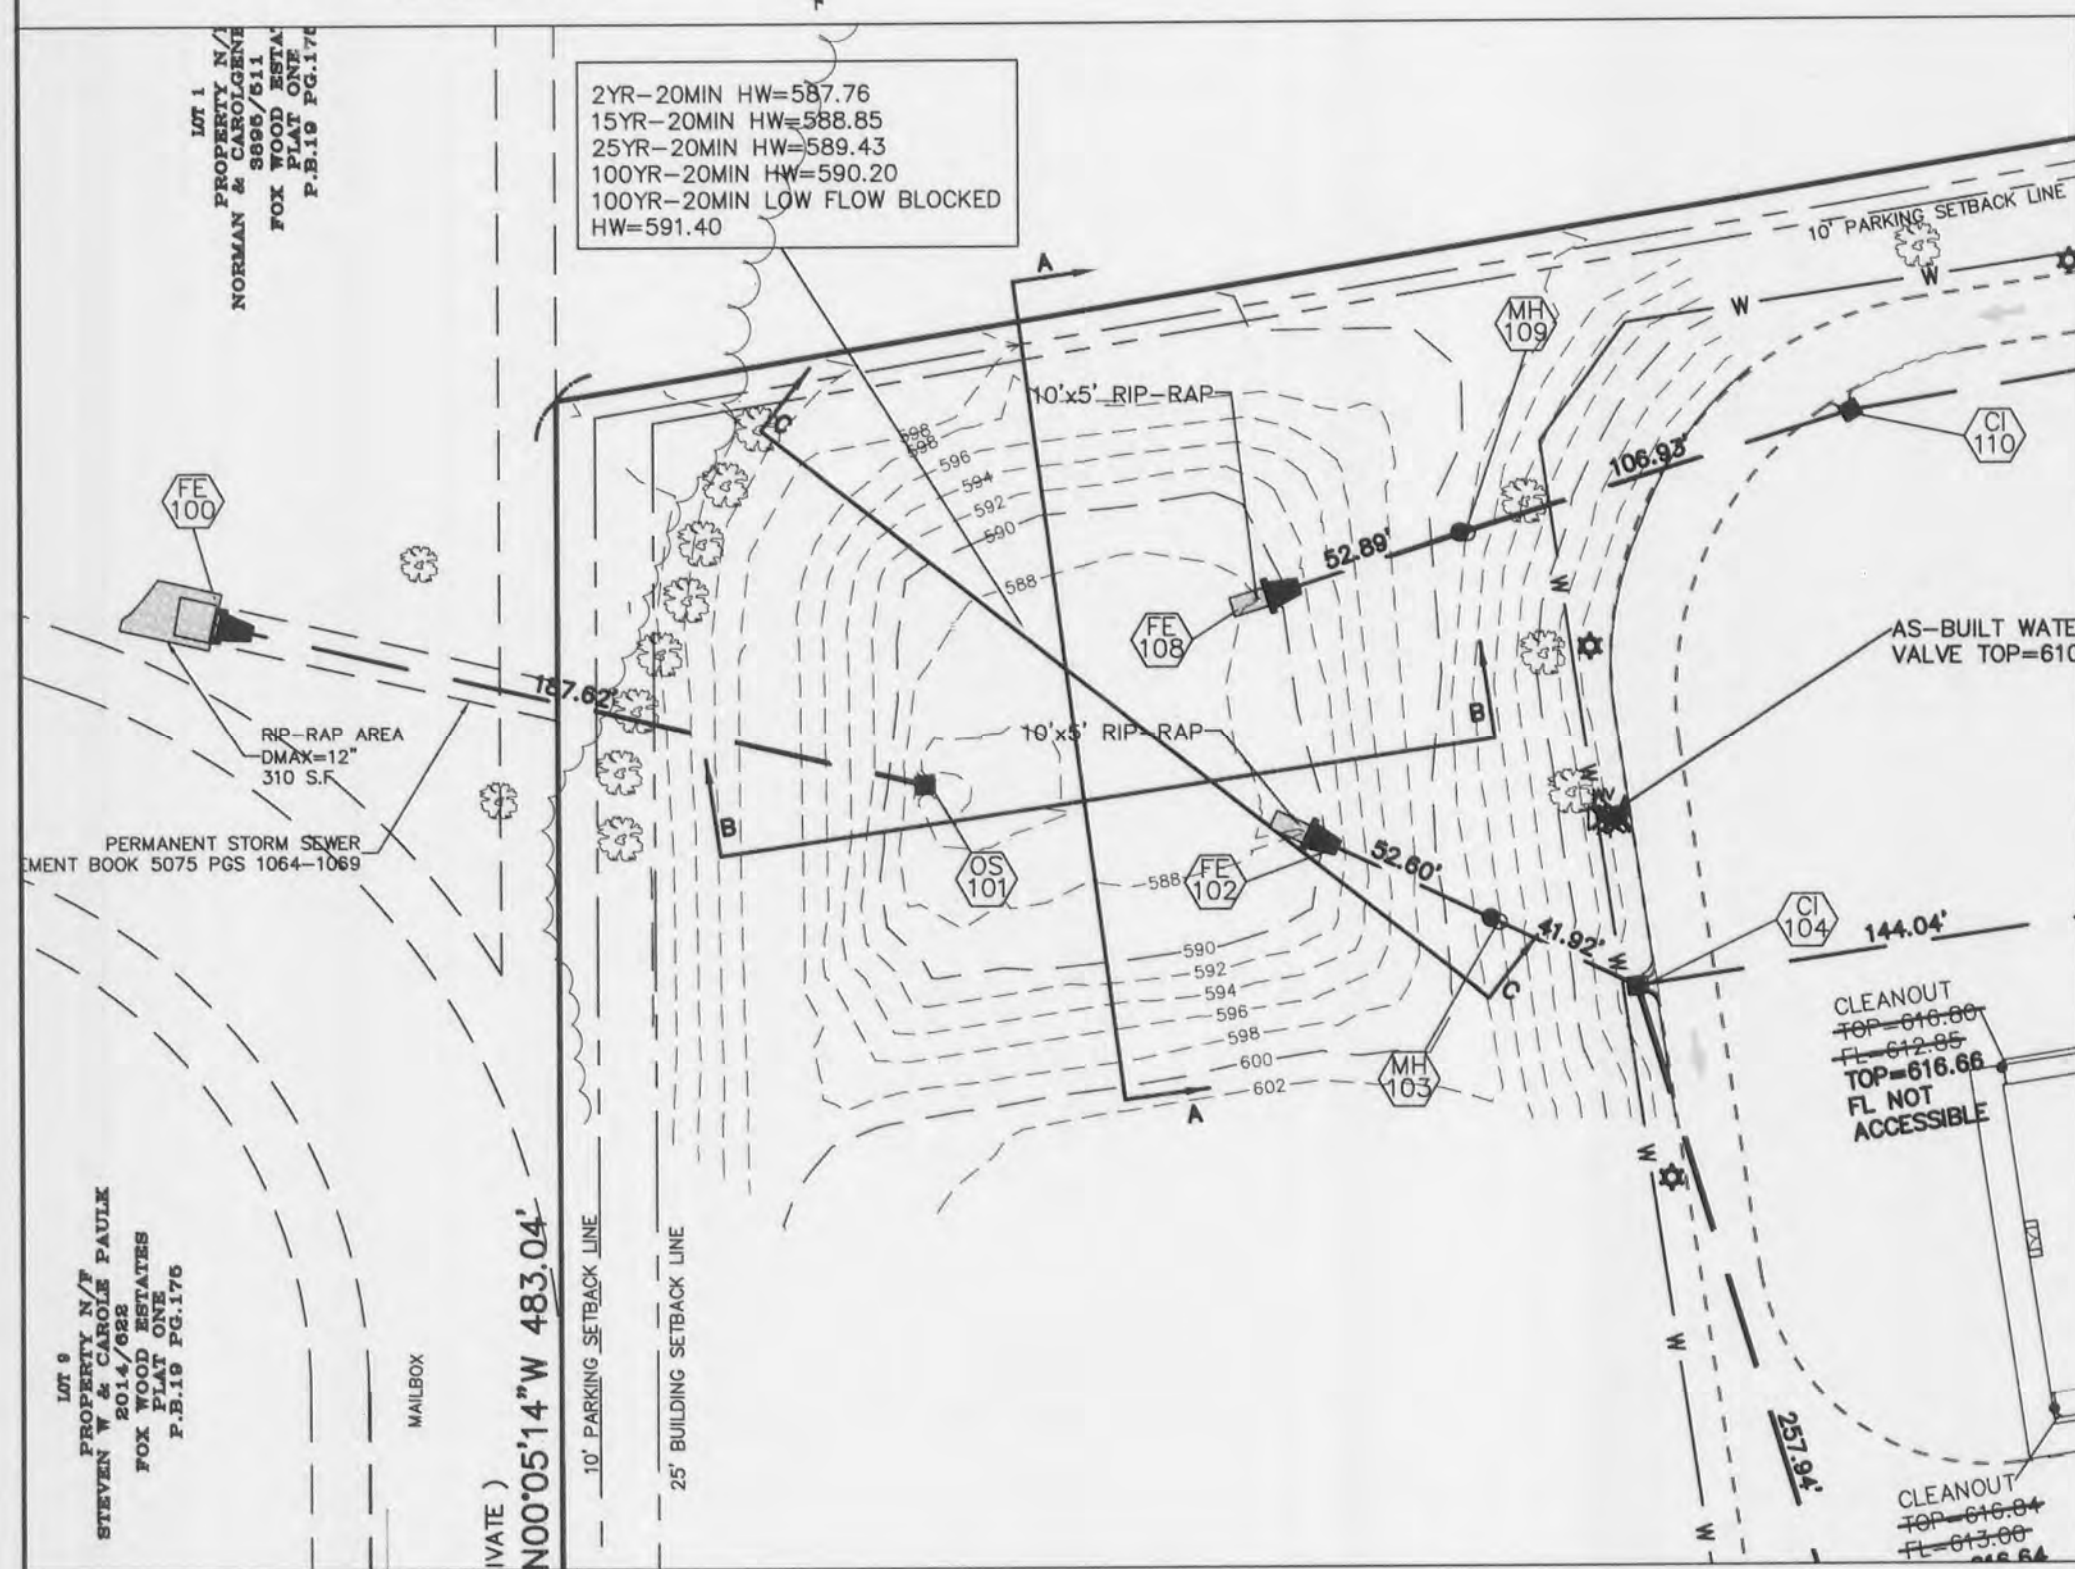 LOT 1
PROPERTY N/
NORMAN & CAROLGENE
3895/511
FOX WOOD ESTA
PLAT ONE
P.B.19 PG.175
2YR-20MIN HW=587.76
15YR-20MIN HW=588.85
25YR-20MIN HW=589.43
100YR-20MIN HW=590.20
100YR-20MIN LOW FLOW BLOCKED
HW=591.40
10' PARKING SETBACK LINE
A
W
W
MH
109
10'x5' RIP-RAP
C
CI
110
598
598
596
594
592
590
588
106.93'
52.89'
FE
100
FE
108
W
AS-BUILT WATE
VALVE TOP=610
187.62'
B
RIP-RAP AREA
DMAX=12"
310 S.F.
10'x5' RIP-RAP
W
WV
B
PERMANENT STORM SEWER
EMENT BOOK 5075 PGS 1064-1069
OS
101
588
FE
102
52.60'
41.92'
CI
104
144.04'
W
590
592
594
596
598
600
602
C
MH
103
A
CLEANOUT
TOP=616.80
FL=612.85
TOP=616.66
FL NOT
ACCESSIBLE
W
LOT 9
PROPERTY N/F
STEVEN W & CAROLE PAULK
2014/622
FOX WOOD ESTATES
PLAT ONE
P.B.19 PG.175
MAILBOX
IVATE )
N00°05'14"W 483.04'
10' PARKING SETBACK LINE
25' BUILDING SETBACK LINE
W
257.94'
W
CLEANOUT
TOP=616.84
FL=613.00
616.64